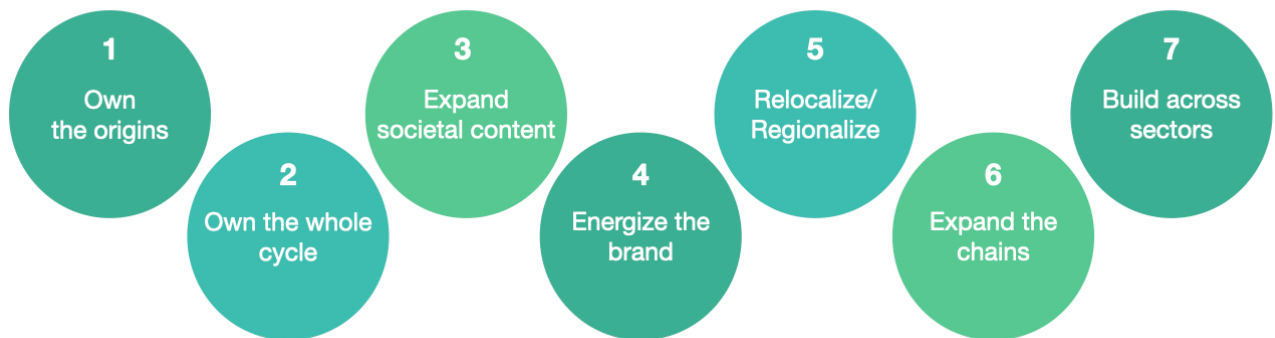 1
Own
the origins
2
Own the whole
cycle
3
Expand
societal content
4
Energize the
brand
5
Relocalize/
Regionalize
6
Expand the
chains
7
Build across
sectors